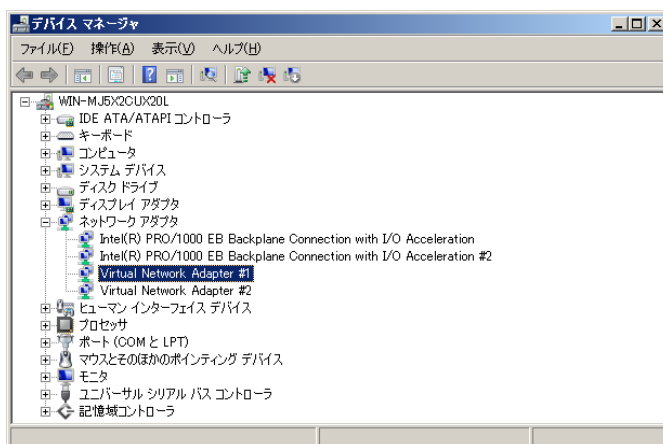 デバイス マネージャ
ファイル(F) 操作(A) 表示(V) ヘルプ(H)
WIN-MJ5X2CUX20L
IDE ATA/ATAPI コントローラ
キーボード
コンピュータ
システム デバイス
ディスク ドライブ
ディスプレイ アダプタ
ネットワーク アダプタ
Intel(R) PRO/1000 EB Backplane Connection with I/O Acceleration
Intel(R) PRO/1000 EB Backplane Connection with I/O Acceleration #2
Virtual Network Adapter #1
Virtual Network Adapter #2
ヒューマン インターフェイス デバイス
プロセッサ
ポート (COM と LPT)
マウスとそのほかのポインティング デバイス
モニタ
ユニバーサル シリアル バス コントローラ
記憶域コントローラ